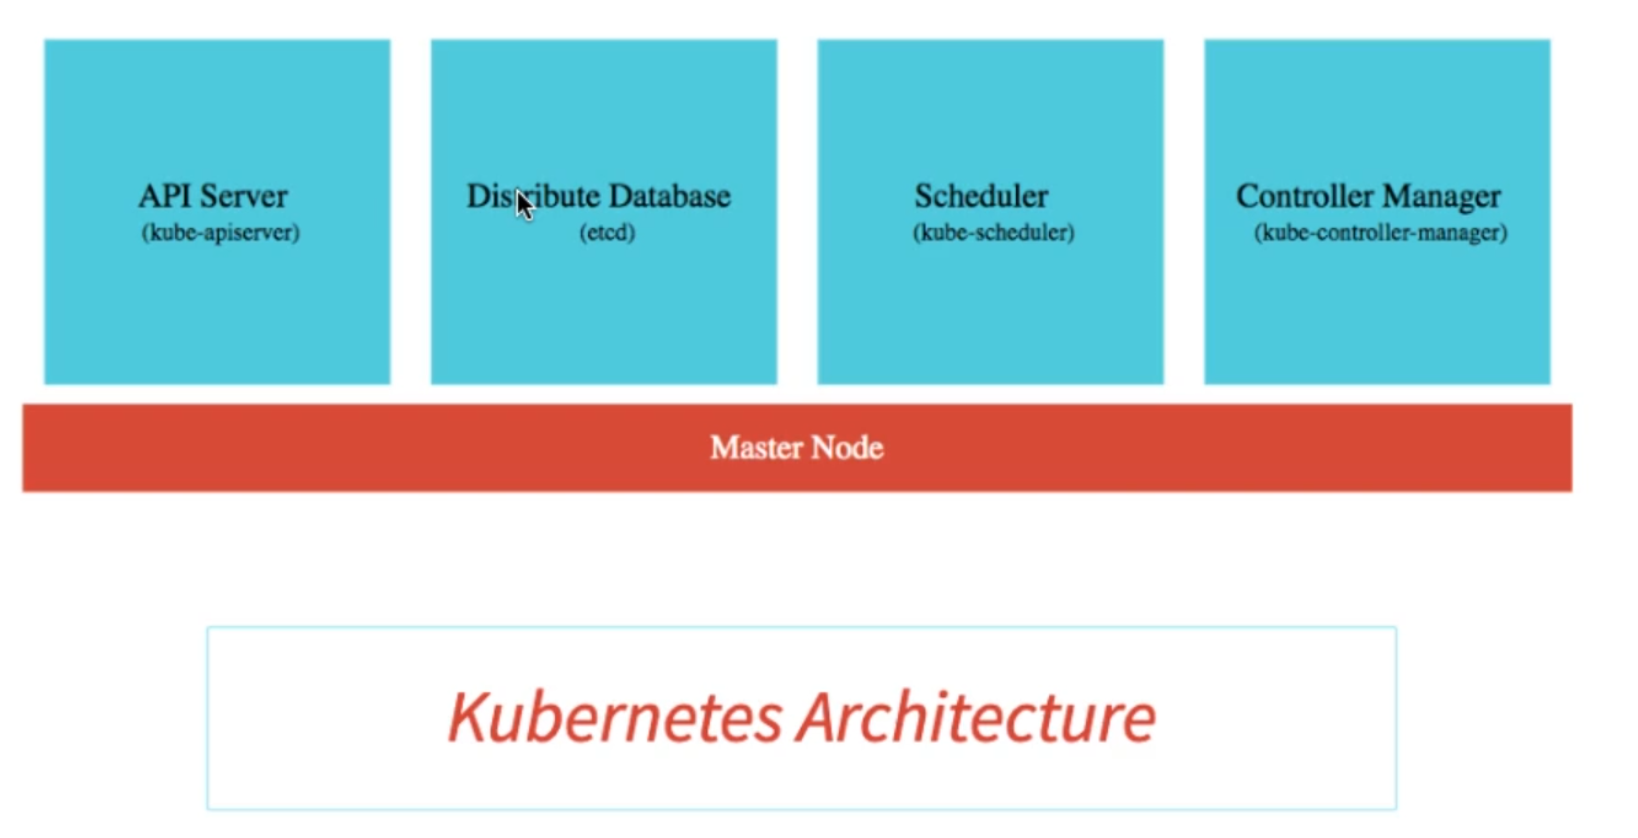 API Server
(kube-apiserver)
Distribute Database
(etcd)
Scheduler
(kube-scheduler)
Controller Manager
(kube-controller-manager)
Master Node
Kubernetes Architecture